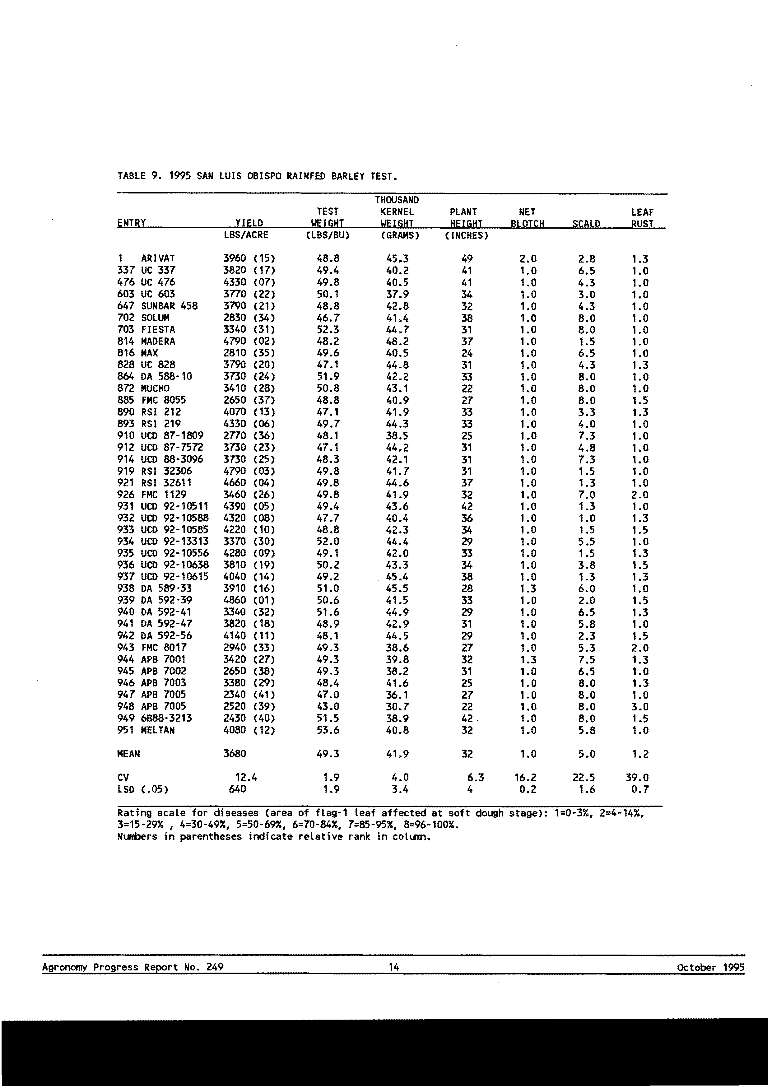 TABLE 9. 1995 SAN LUIS OBISPO RAINFED BARLEY TEST.
THOUSAND
TEST KERNEL PLANT NET LEAF
ENTRY YIELD WEIGHT WEIGHT HEIGHT BLOTCH SCALD RUST
LBS/ACRE (LBS/BU) (GRAMS) (INCHES)
1 ARIVAT 3960 (15) 48.8 45.3 49 2.0 2.8 1.3
337 UC 337 3820 (17) 49.4 40.2 41 1.0 6.5 1.0
476 UC 476 4330 (07) 49.8 40.5 41 1.0 4.3 1.0
603 UC 603 3770 (22) 50.1 37.9 34 1.0 3.0 1.0
647 SUNBAR 458 3790 (21) 48.8 42.8 32 1.0 4.3 1.0
702 SOLUM 2830 (34) 46.7 41.4 38 1.0 8.0 1.0
703 FIESTA 3340 (31) 52.3 44.7 31 1.0 8.0 1.0
814 MADERA 4790 (02) 48.2 48.2 37 1.0 1.5 1.0
816 MAX 2810 (35) 49.6 40.5 24 1.0 6.5 1.0
828 UC 828 3790 (20) 47.1 44.8 31 1.0 4.3 1.3
864 DA 588-10 3730 (24) 51.9 42.2 33 1.0 8.0 1.0
872 MUCHO 3410 (28) 50.8 43.1 22 1.0 8.0 1.0
885 FMC 8055 2650 (37) 48.8 40.9 27 1.0 8.0 1.5
890 RSI 212 4070 (13) 47.1 41.9 33 1.0 3.3 1.3
893 RSI 219 4330 (06) 49.7 44.3 33 1.0 4.0 1.0
910 UCD 87-1809 2770 (36) 48.1 38.5 25 1.0 7.3 1.0
912 UCD 87-7572 3730 (23) 47.1 44.2 31 1.0 4.8 1.0
914 UCD 88-3096 3730 (25) 48.3 42.1 31 1.0 7.3 1.0
919 RSI 32306 4790 (03) 49.8 41.7 31 1.0 1.5 1.0
921 RSI 32611 4660 (04) 49.8 44.6 37 1.0 1.3 1.0
926 FMC 1129 3460 (26) 49.8 41.9 32 1.0 7.0 2.0
931 UCD 92-10511 4390 (05) 49.4 43.6 42 1.0 1.3 1.0
932 UCD 92-10588 4320 (08) 47.7 40.4 36 1.0 1.0 1.3
933 UCD 92-10585 4220 (10) 48.8 42.3 34 1.0 1.5 1.5
934 UCD 92-13313 3370 (30) 52.0 44.4 29 1.0 5.5 1.0
935 UCD 92-10556 4280 (09) 49.1 42.0 33 1.0 1.5 1.3
936 UCD 92-10638 3810 (19) 50.2 43.3 34 1.0 3.8 1.5
937 UCD 92-10615 4040 (14) 49.2 45.4 38 1.0 1.3 1.3
938 DA 589-33 3910 (16) 51.0 45.5 28 1.3 6.0 1.0
939 DA 592-39 4860 (01) 50.6 41.5 33 1.0 2.0 1.5
940 DA 592-41 3340 (32) 51.6 44.9 29 1.0 6.5 1.3
941 DA 592-47 3820 (18) 48.9 42.9 31 1.0 5.8 1.0
942 DA 592-56 4140 (11) 48.1 44.5 29 1.0 2.3 1.5
943 FMC 8017 2940 (33) 49.3 38.6 27 1.0 5.3 2.0
944 APB 7001 3420 (27) 49.3 39.8 32 1.3 7.5 1.3
945 APB 7002 2650 (38) 49.3 38.2 31 1.0 6.5 1.0
946 APB 7003 3380 (29) 48.4 41.6 25 1.0 8.0 1.3
947 APB 7005 2340 (41) 47.0 36.1 27 1.0 8.0 1.0
948 APB 7005 2520 (39) 43.0 30.7 22 1.0 8.0 3.0
949 6B88-3213 2430 (40) 51.5 38.9 42 1.0 8.0 1.5
951 MELTAN 4080 (12) 53.6 40.8 32 1.0 5.8 1.0
MEAN 3680 49.3 41.9 32 1.0 5.0 1.2
CV 12.4 1.9 4.0 6.3 16.2 22.5 39.0
LSD (.05) 640 1.9 3.4 4 0.2 1.6 0.7
Rating scale for diseases (area of flag-1 leaf affected at soft dough stage): 1=0-3%, 2=4-14%,
3=15-29% , 4=30-49%, 5=50-69%, 6=70-84%, 7=85-95%, 8=96-100%.
Numbers in parentheses indicate relative rank in column.
Agronomy Progress Report No. 249 14 October 1995